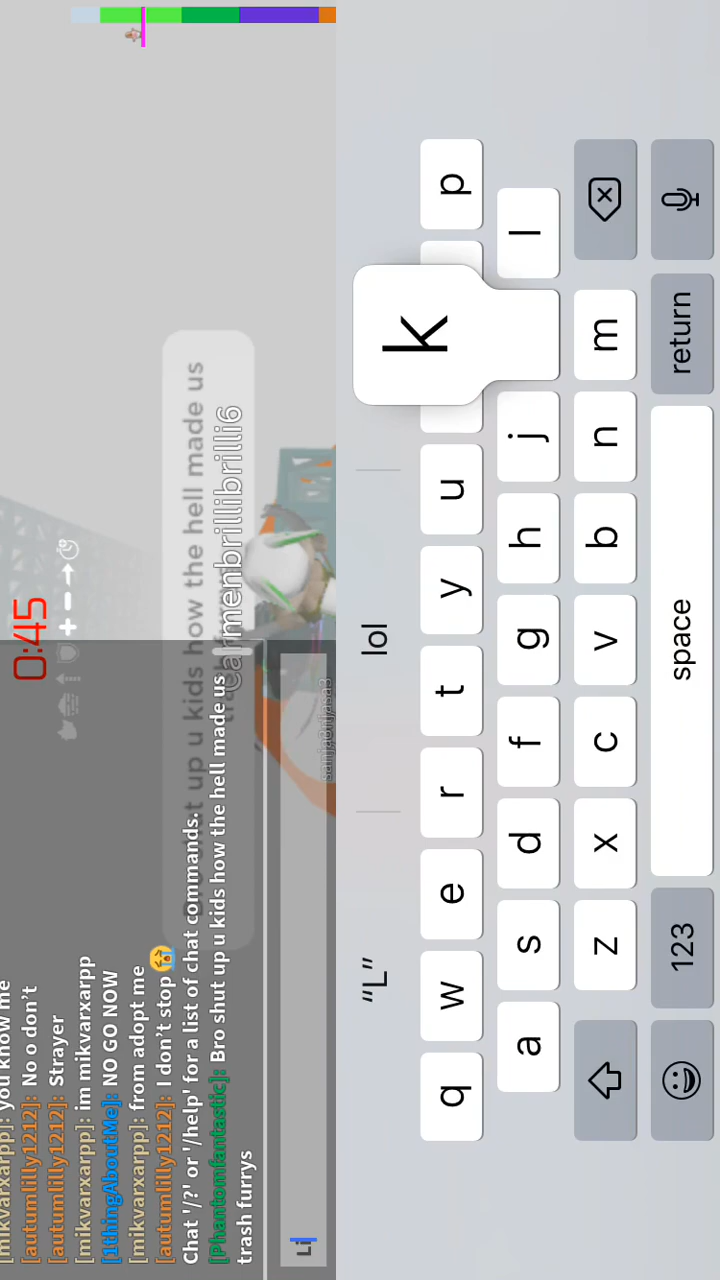 [mikvarxarpp]: you know me
[autumlilly1212]: No o don't
[autumlilly1212]: Strayer
[mikvarxarpp]: im mikvarxarpp
[1thingAboutMe]: NO GO NOW
[mikvarxarpp]: from adopt me
[autumlilly1212]: I don't stop 😭
Chat '/?' or '/help' for a list of chat commands.
[Phantomfantastic]: Bro shut up u kids how the hell made us
trash furrys
Li
0:45
Bro shut up u kids how the hell made us
Carmenbrillibrilli6
"L"
lol
q w e r t y u p
a s d f g h j k l
z x c v b n m
123
space
return